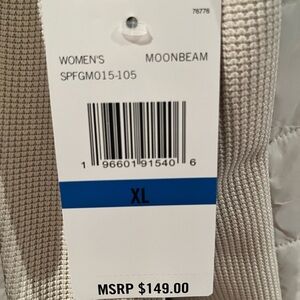 76776
WOMEN'S MOONBEAM
SPFGM015-105
1 96601 91540 6
XL
MSRP $149.00